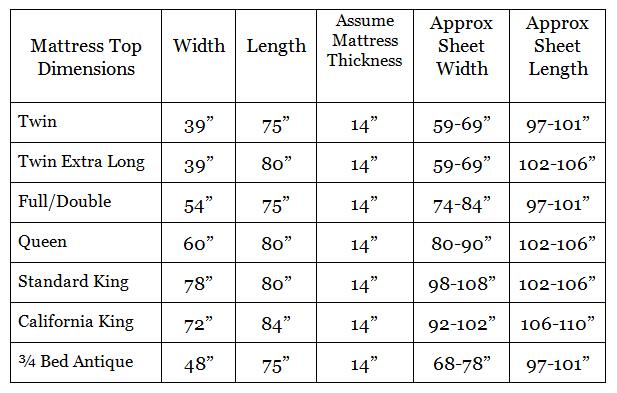 Mattress Top Dimensions Width Length Assume Mattress Thickness Approx Sheet Width Approx Sheet Length
Twin 39” 75” 14” 59-69” 97-101”
Twin Extra Long 39” 80” 14” 59-69” 102-106”
Full/Double 54” 75” 14” 74-84” 97-101”
Queen 60” 80” 14” 80-90” 102-106”
Standard King 78” 80” 14” 98-108” 102-106”
California King 72” 84” 14” 92-102” 106-110”
¾ Bed Antique 48” 75” 14” 68-78” 97-101”